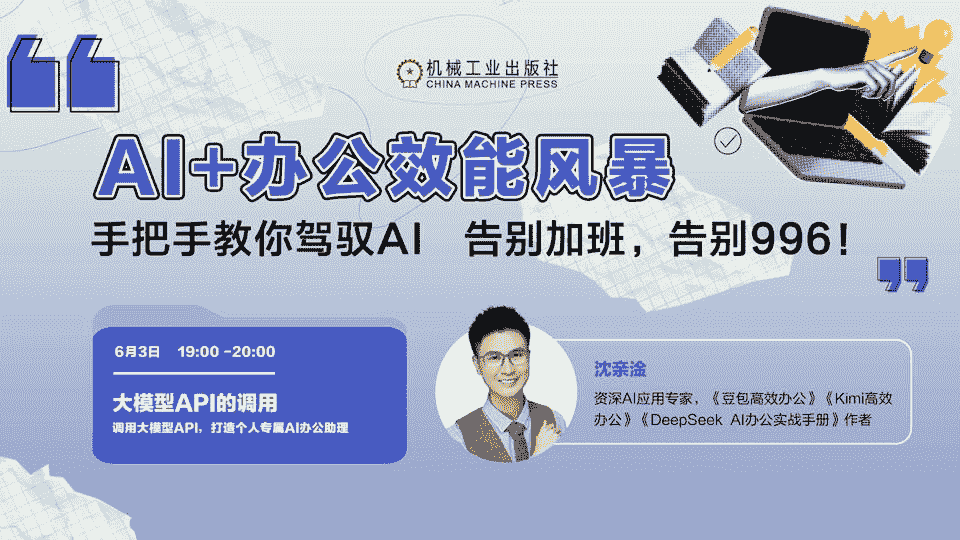 机械工业出版社
CHINA MACHINE PRESS
AI+办公效能风暴
手把手教你驾驭AI 告别加班，告别996！
6月3日 19:00 -20:00
大模型API的调用
调用大模型API，打造个人专属AI办公助理
沈亲淦
资深AI应用专家，《豆包高效办公》《Kimi高效
办公》《DeepSeek AI办公实战手册》作者